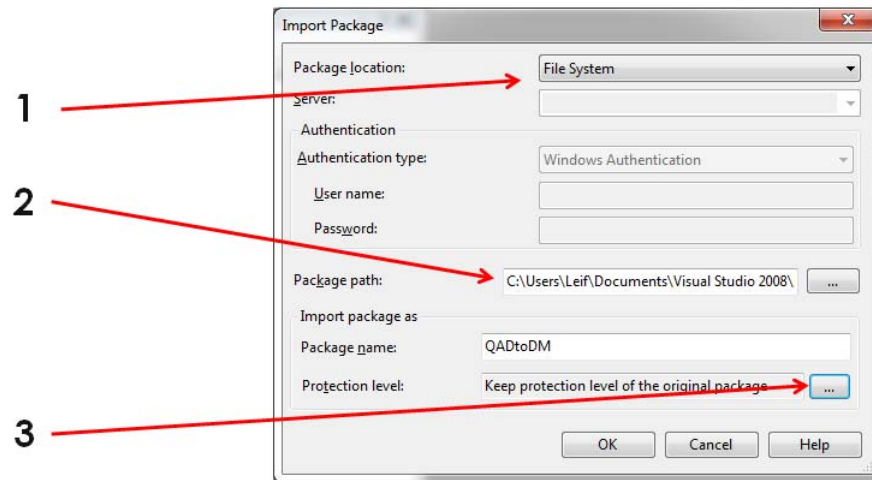 Import Package
Package location: File System
1
Server:
Authentication
Authentication type: Windows Authentication
2
User name:
Password:
Package path: C:\Users\Leif\Documents\Visual Studio 2008\ ...
Import package as
Package name: QADtoDM
Protection level: Keep protection level of the original package ...
3
OK Cancel Help